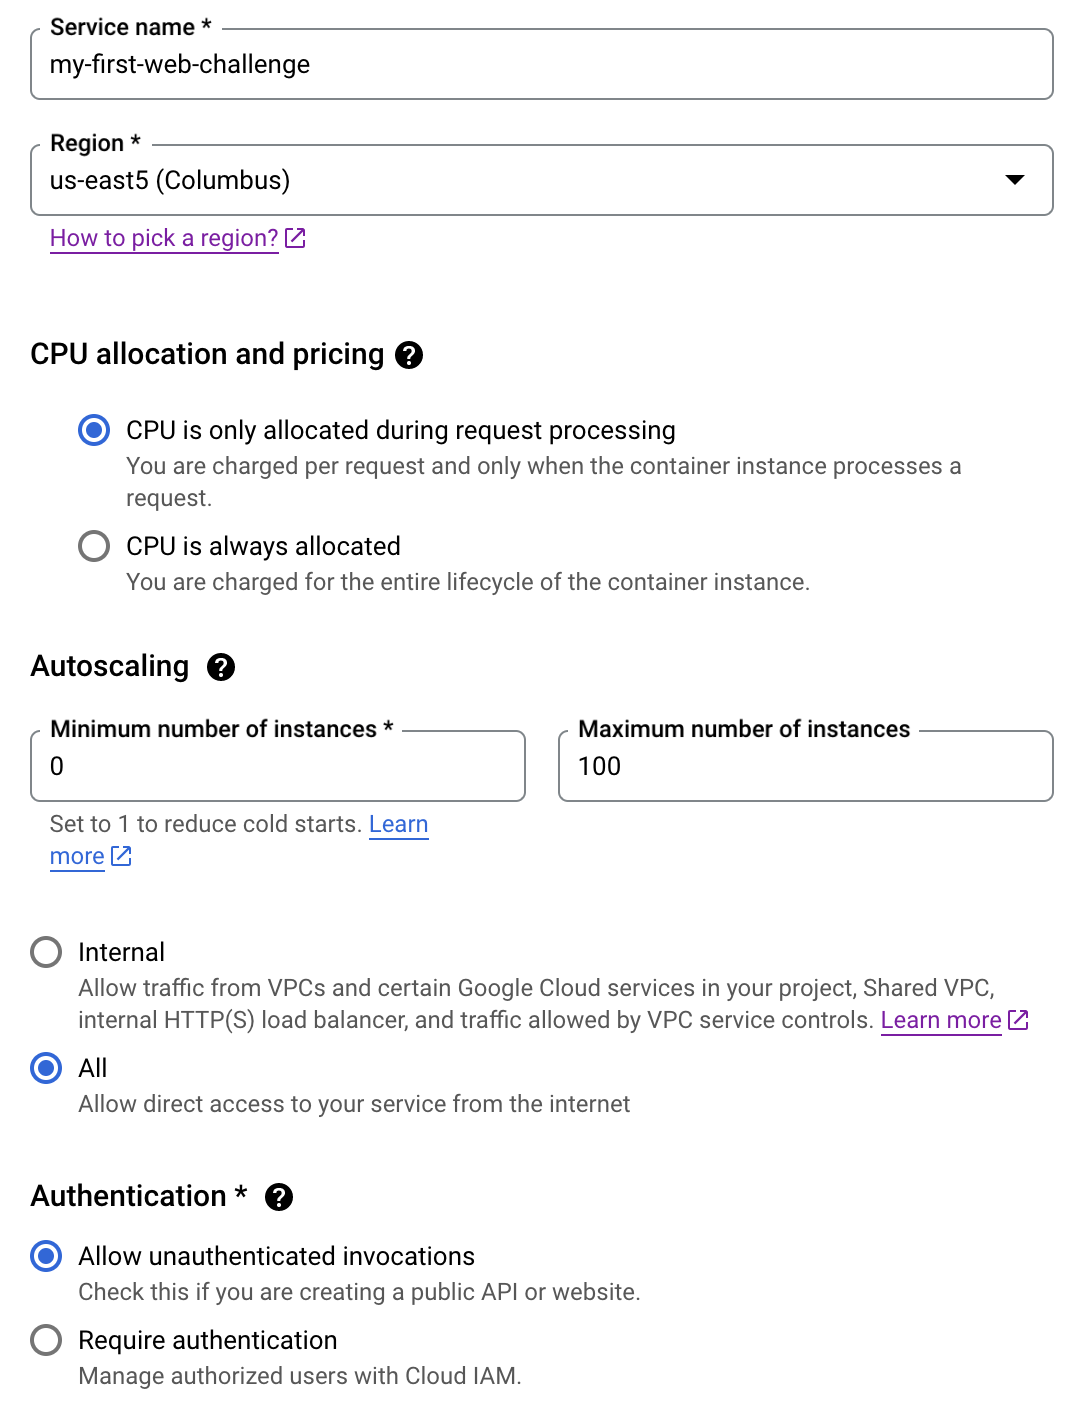 Service name *
my-first-web-challenge
Region *
us-east5 (Columbus)
How to pick a region?
CPU allocation and pricing
CPU is only allocated during request processing
You are charged per request and only when the container instance processes a
request.
CPU is always allocated
You are charged for the entire lifecycle of the container instance.
Autoscaling
Minimum number of instances *
0
Maximum number of instances
100
Set to 1 to reduce cold starts. Learn
more
Internal
Allow traffic from VPCs and certain Google Cloud services in your project, Shared VPC,
internal HTTP(S) load balancer, and traffic allowed by VPC service controls. Learn more
All
Allow direct access to your service from the internet
Authentication *
Allow unauthenticated invocations
Check this if you are creating a public API or website.
Require authentication
Manage authorized users with Cloud IAM.